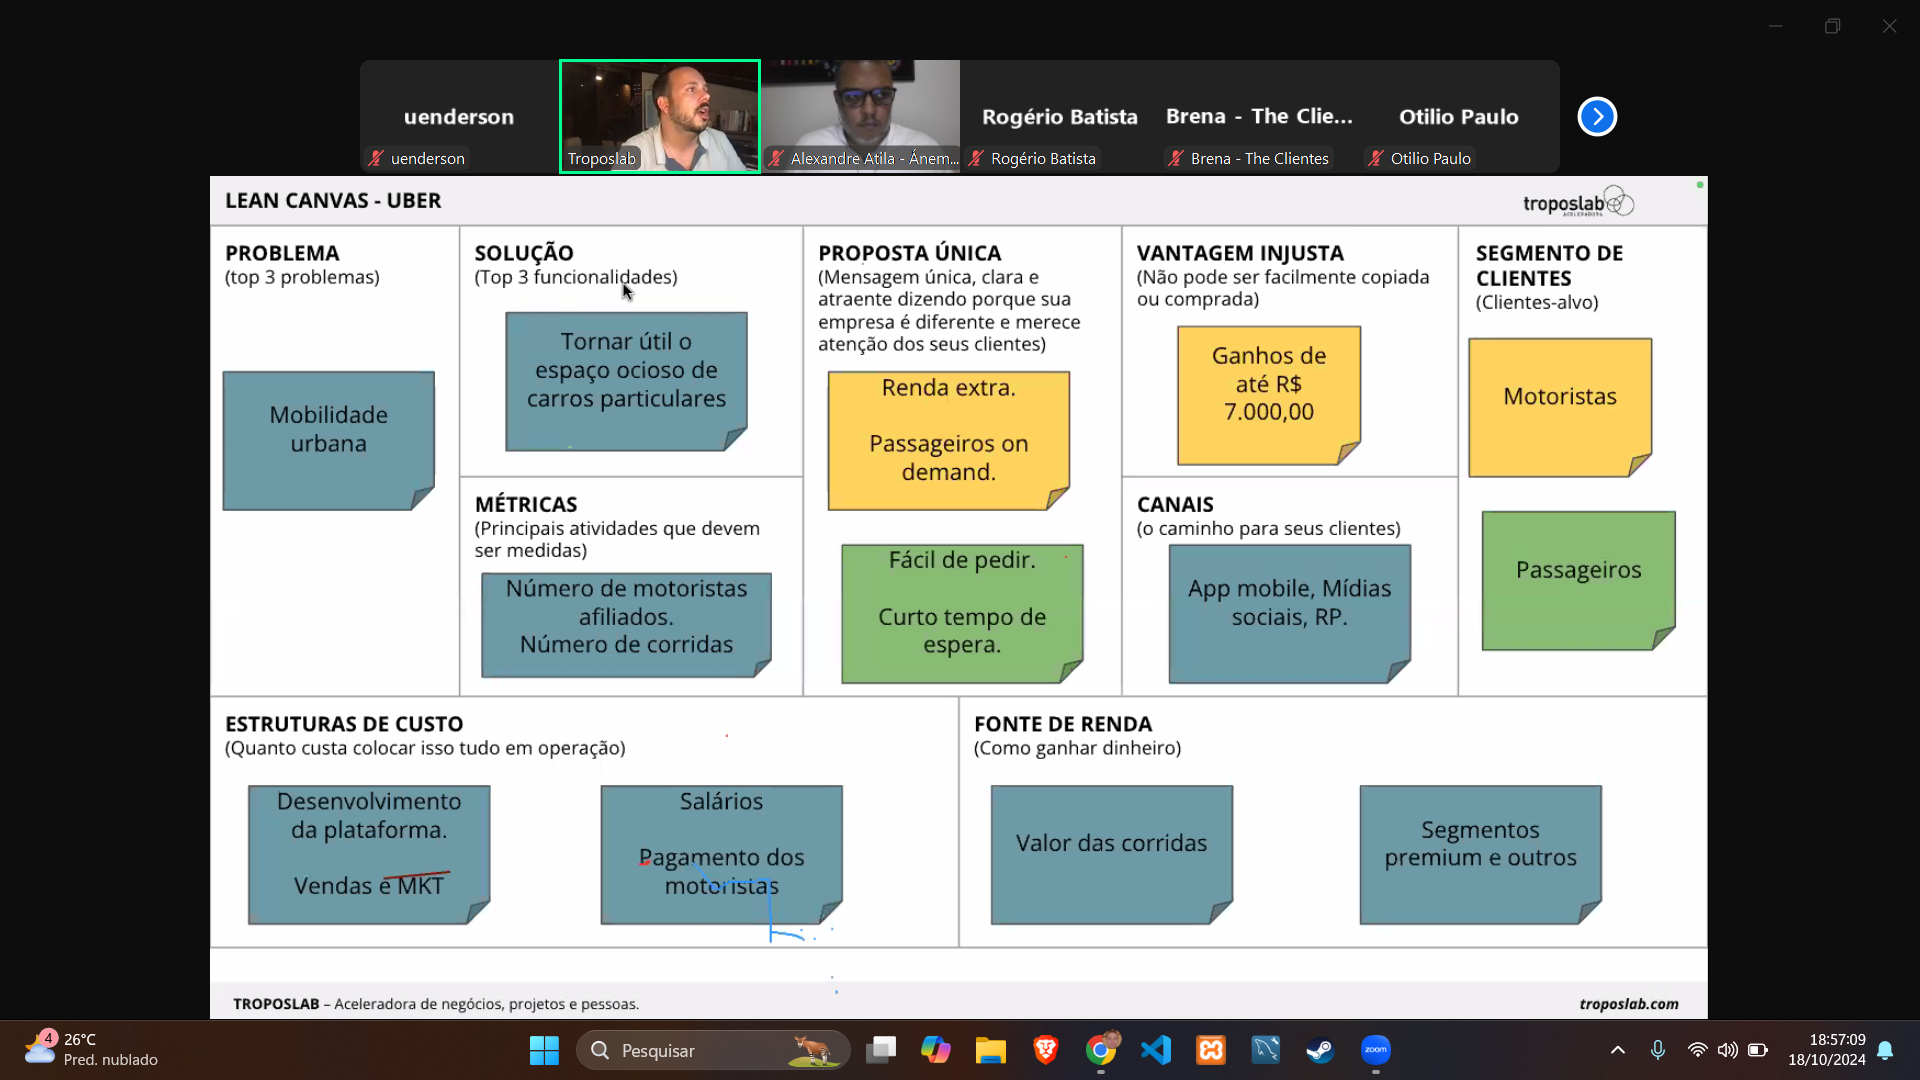 uenderson
Rogério Batista
Brena - The Clie...
Otilio Paulo
uenderson
Troposlab
Alexandre Atila - Ánem...
Rogério Batista
Brena - The Clientes
Otilio Paulo
LEAN CANVAS - UBER
troposlab
ACELERADORA
PROBLEMA
(top 3 problemas)
Mobilidade
urbana
SOLUÇÃO
(Top 3 funcionalidades)
Tornar útil o
espaço ocioso de
carros particulares
MÉTRICAS
(Principais atividades que devem
ser medidas)
Número de motoristas
afiliados.
Número de corridas
PROPOSTA ÚNICA
(Mensagem única, clara e
atraente dizendo porque sua
empresa é diferente e merece
atenção dos seus clientes)
Renda extra.
Passageiros on
demand.
Fácil de pedir.
Curto tempo de
espera.
VANTAGEM INJUSTA
(Não pode ser facilmente copiada
ou comprada)
Ganhos de
até R$
7.000,00
CANAIS
(o caminho para seus clientes)
App mobile, Mídias
sociais, RP.
SEGMENTO DE
CLIENTES
(Clientes-alvo)
Motoristas
Passageiros
ESTRUTURAS DE CUSTO
(Quanto custa colocar isso tudo em operação)
Desenvolvimento
da plataforma.
Vendas e MKT
Salários
Pagamento dos
motoristas
FONTE DE RENDA
(Como ganhar dinheiro)
Valor das corridas
Segmentos
premium e outros
TROPOSLAB – Aceleradora de negócios, projetos e pessoas.
troposlab.com
4
26°C
Pred. nublado
Pesquisar
zoom
18:57:09
18/10/2024